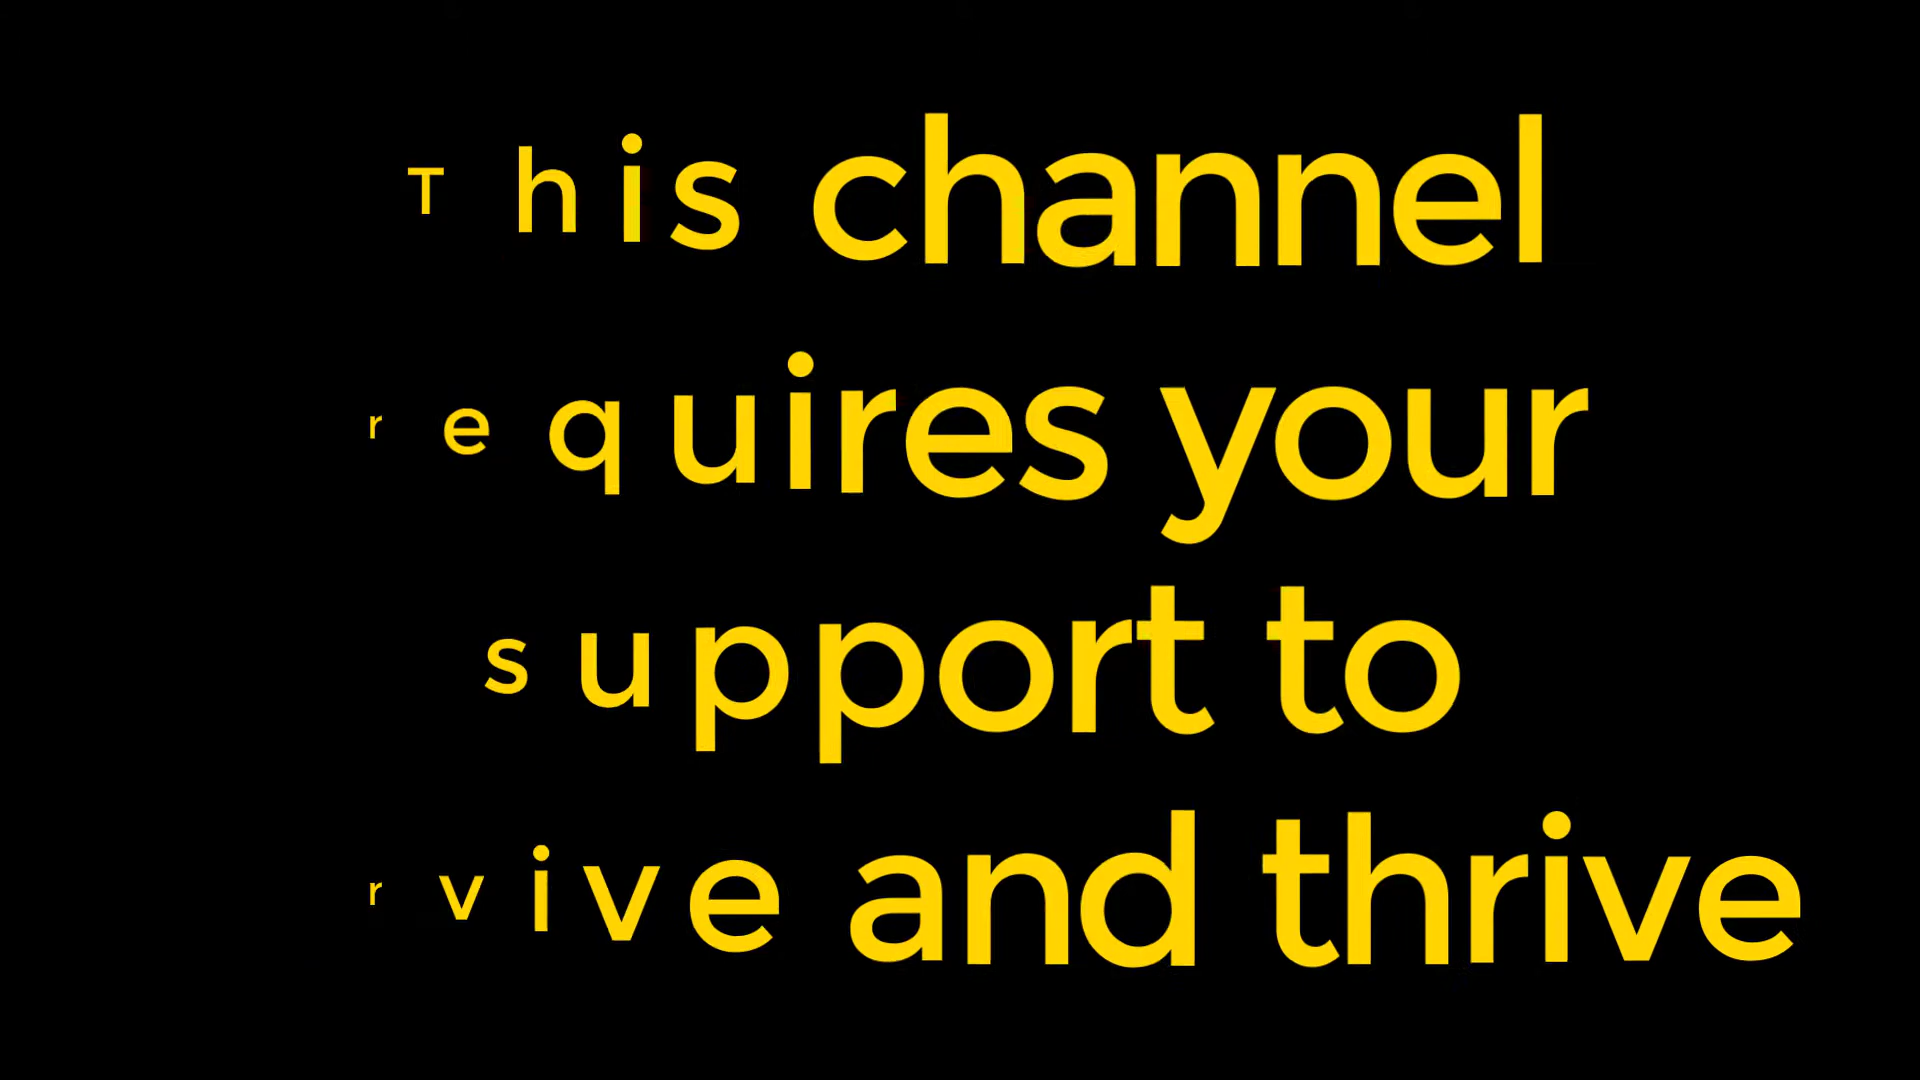 This channel
requires your
support to
rvive and thrive